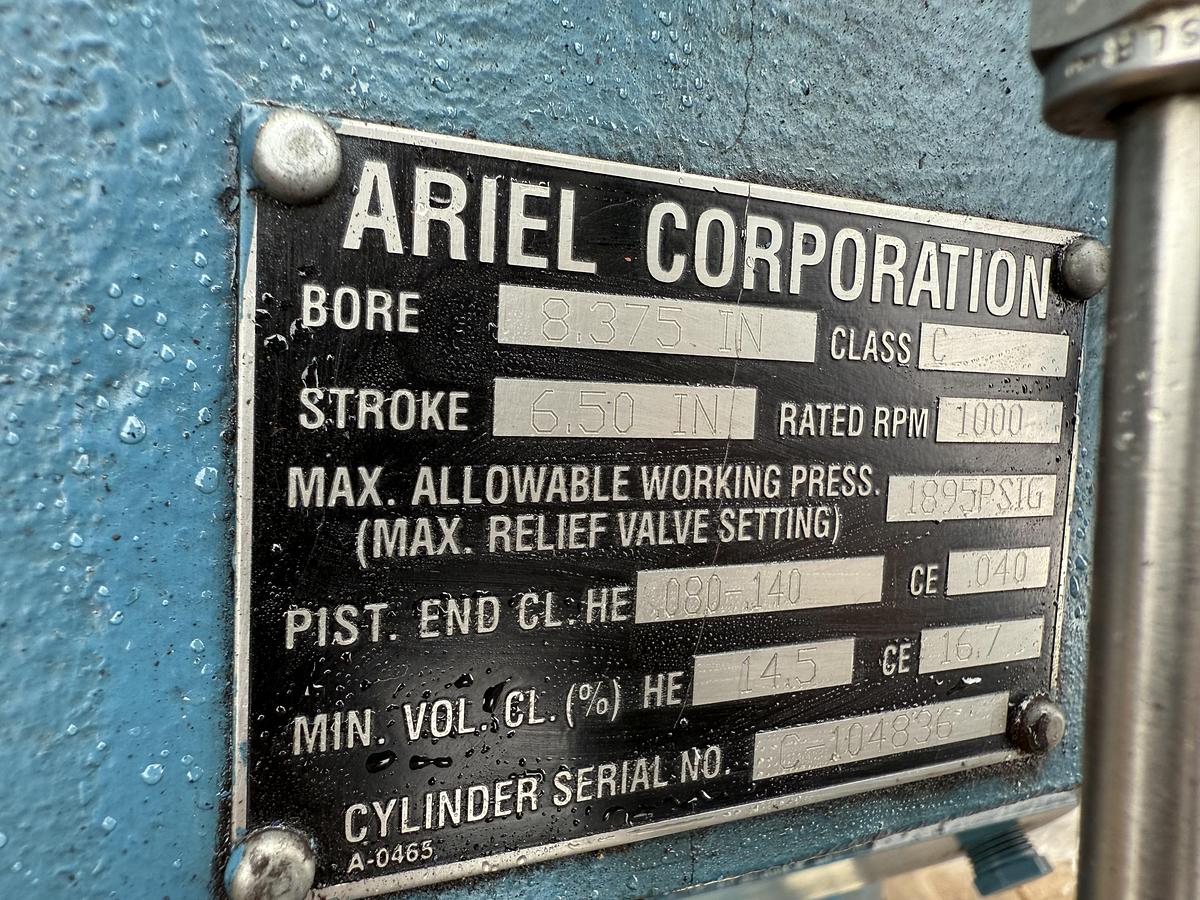 ARIEL CORPORATION
BORE 8.375 IN CLASS C
STROKE 6.50 IN RATED RPM 1000
MAX. ALLOWABLE WORKING PRESS. 1895PSIG
(MAX. RELIEF VALVE SETTING)
PIST. END CL. HE .080-.140 CE .040
MIN. VOL. CL. (%) HE 14.5 CE 16.7
CYLINDER SERIAL NO. C-104836
A-0465